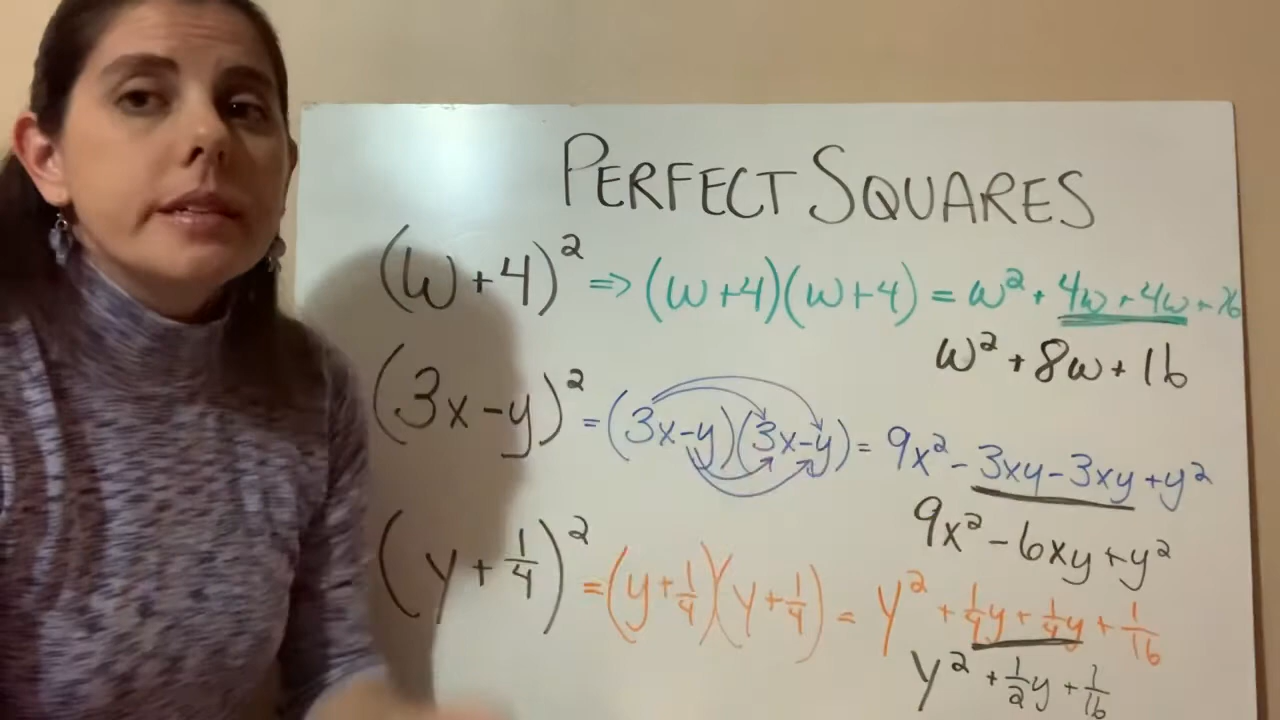 PERFECT SQUARES
(w+4)² ⇒ (w+4)(w+4) = w² + 4w + 4w + 16
w² + 8w + 16
(3x-y)² = (3x-y)(3x-y) = 9x² - 3xy - 3xy + y²
9x² - 6xy + y²
(y + 1/4)² = (y + 1/4)(y + 1/4) = y² + 1/4y + 1/4y + 1/16
y² + 1/2y + 1/16